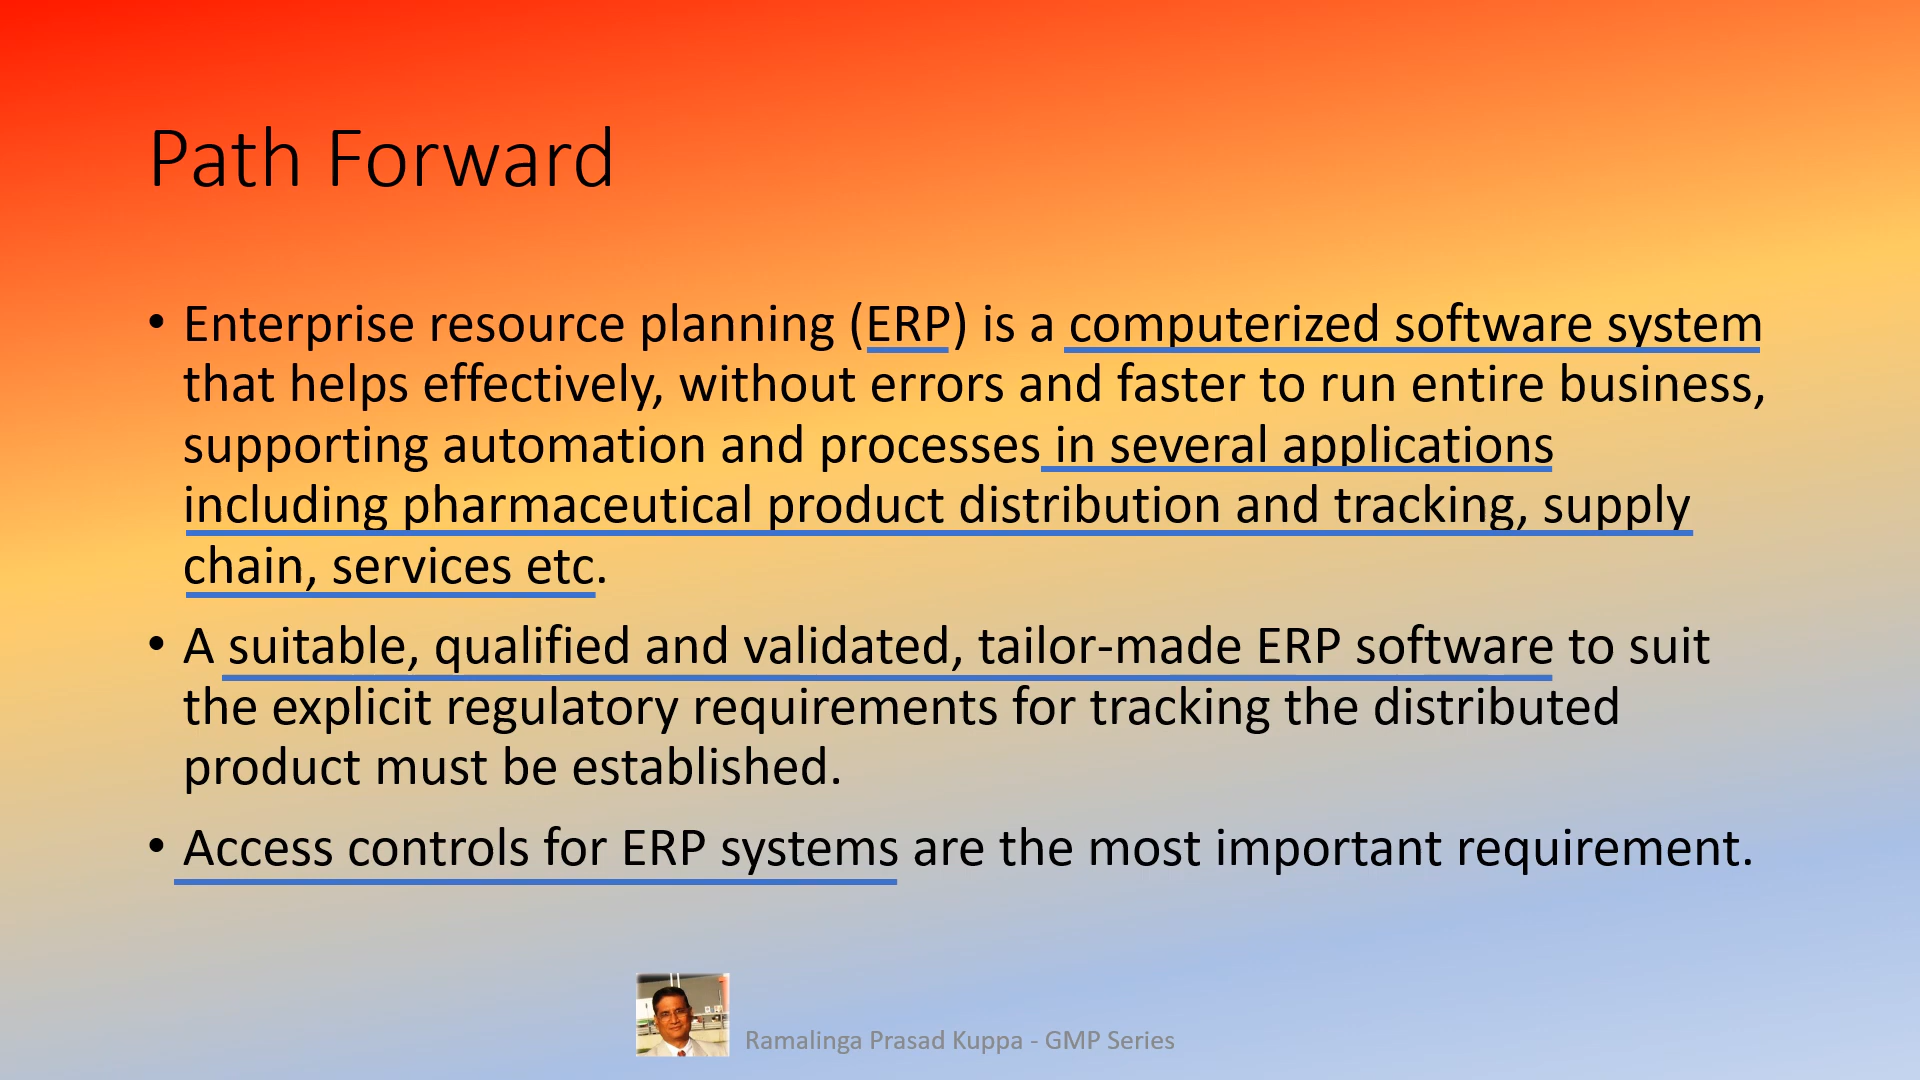 Path Forward
• Enterprise resource planning (ERP) is a computerized software system
that helps effectively, without errors and faster to run entire business,
supporting automation and processes in several applications
including pharmaceutical product distribution and tracking, supply
chain, services etc.
• A suitable, qualified and validated, tailor-made ERP software to suit
the explicit regulatory requirements for tracking the distributed
product must be established.
• Access controls for ERP systems are the most important requirement.
Ramalinga Prasad Kuppa - GMP Series